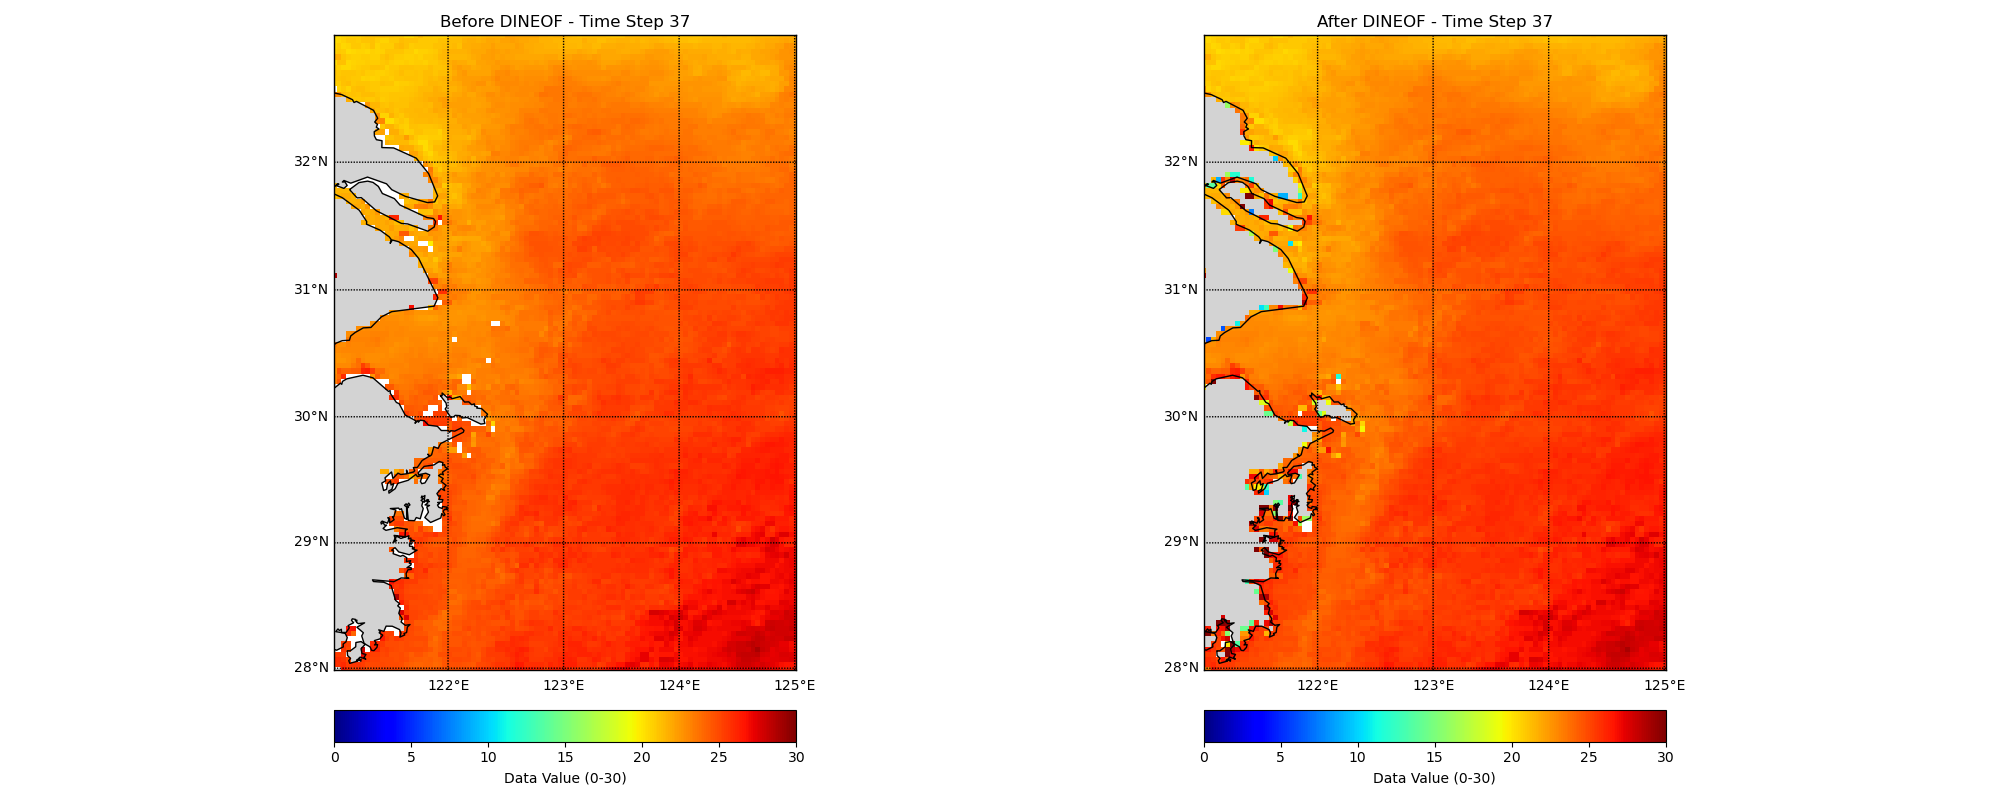 Before DINEOF - Time Step 37
32°N
31°N
30°N
29°N
28°N
122°E 123°E 124°E 125°E
0 5 10 15 20 25 30
Data Value (0-30)
After DINEOF - Time Step 37
32°N
31°N
30°N
29°N
28°N
122°E 123°E 124°E 125°E
0 5 10 15 20 25 30
Data Value (0-30)